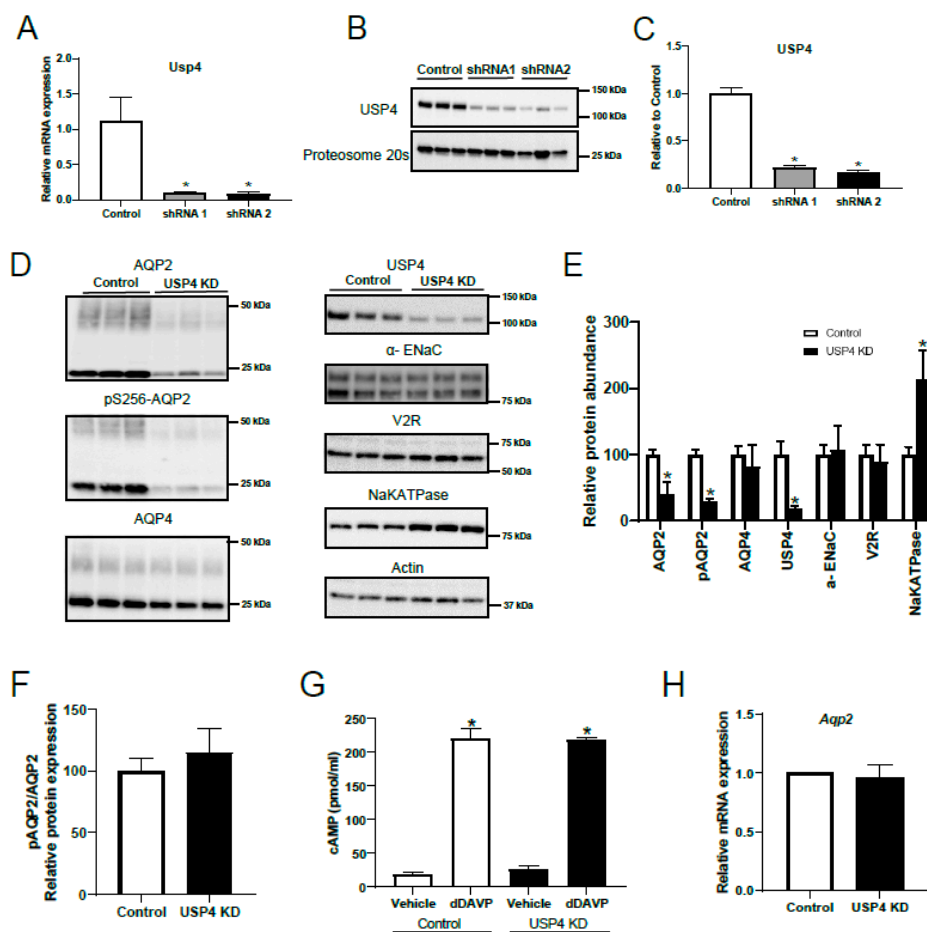 A
Usp4
Relative mRNA expression
2.0
1.5
1.0
0.5
0.0
*
*
Control
shRNA 1
shRNA 2
B
Control shRNA1 shRNA2
150 kDa
USP4
100 kDa
Proteosome 20s
25 kDa
C
USP4
Relative to Control
1.5
1.0
0.5
0.0
*
*
Control
shRNA 1
shRNA 2
D
AQP2
Control USP4 KD
50 kDa
25 kDa
pS256-AQP2
50 kDa
25 kDa
AQP4
50 kDa
25 kDa
USP4
Control USP4 KD
150 kDa
100 kDa
α- ENaC
75 kDa
V2R
75 kDa
50 kDa
NaKATPase
75 kDa
Actin
37 kDa
E
Relative protein abundance
300
200
100
0
Control
USP4 KD
*
*
*
*
AQP2
pAQP2
AQP4
USP4
a- ENaC
V2R
NaKATPase
F
pAQP2/AQP2
Relative protein expression
150
100
50
0
Control
USP4 KD
G
cAMP (pmol/ml)
250
200
150
100
50
0
*
*
Vehicle dDAVP Vehicle dDAVP
Control USP4 KD
H
Aqp2
Relative mRNA expression
1.5
1.0
0.5
0.0
Control
USP4 KD